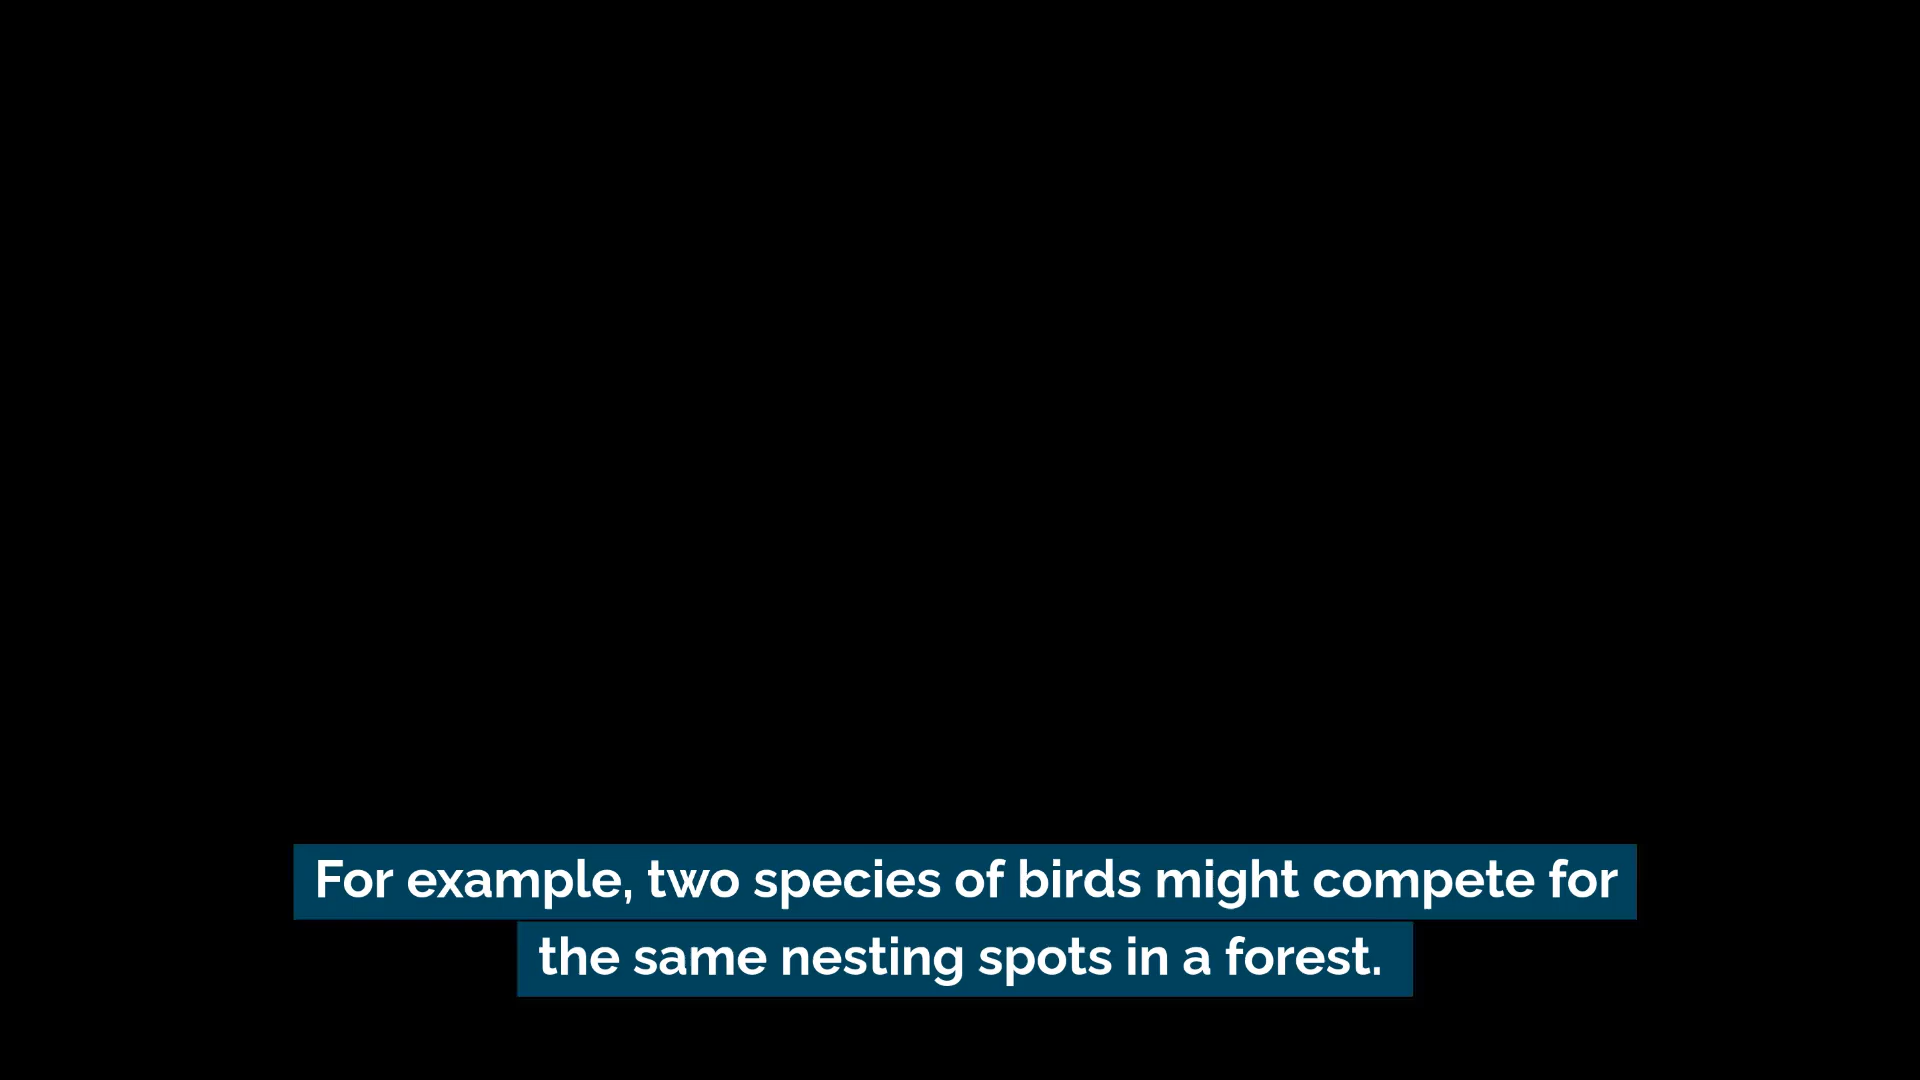 For example, two species of birds might compete for
the same nesting spots in a forest.